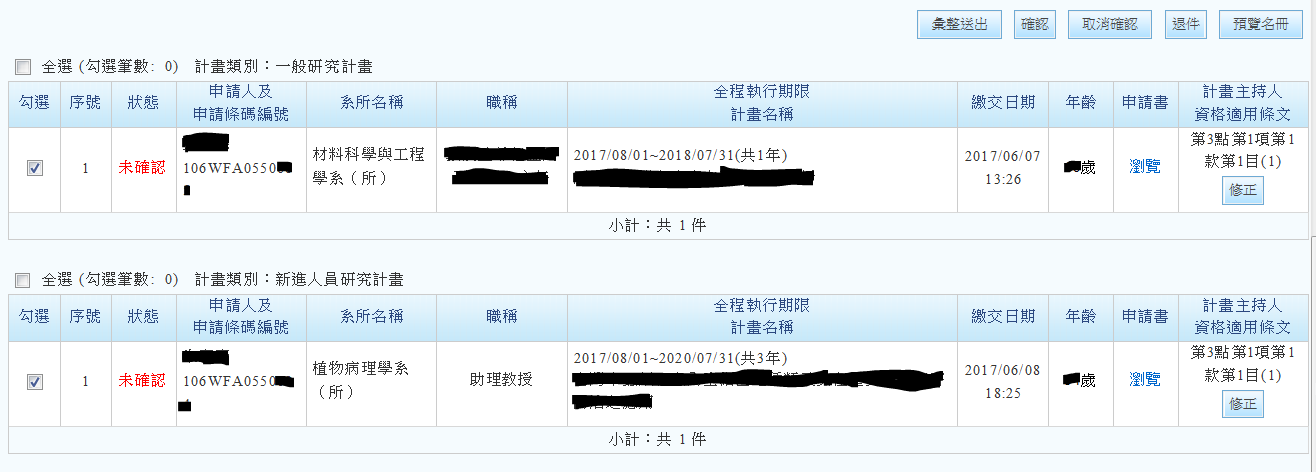 彙整送出 確認 取消確認 退件 預覽名冊
全選 (勾選筆數: 0) 計畫類別：一般研究計畫
勾選 序號 狀態 申請人及 系所名稱 職稱 全程執行期限 繳交日期 年齡 申請書 計畫主持人
申請條碼編號 計畫名稱 資格適用條文
1 未確認 106WFA0550 材料科學與工程 2017/08/01~2018/07/31(共1年) 2017/06/07 歲 瀏覽 第3點第1項第1
學系（所） 13:26 款第1目(1)
修正
小計：共 1 件
全選 (勾選筆數: 0) 計畫類別：新進人員研究計畫
勾選 序號 狀態 申請人及 系所名稱 職稱 全程執行期限 繳交日期 年齡 申請書 計畫主持人
申請條碼編號 計畫名稱 資格適用條文
1 未確認 106WFA0550 植物病理學系 助理教授 2017/08/01~2020/07/31(共3年) 2017/06/08 歲 瀏覽 第3點第1項第1
（所） 18:25 款第1目(1)
修正
小計：共 1 件